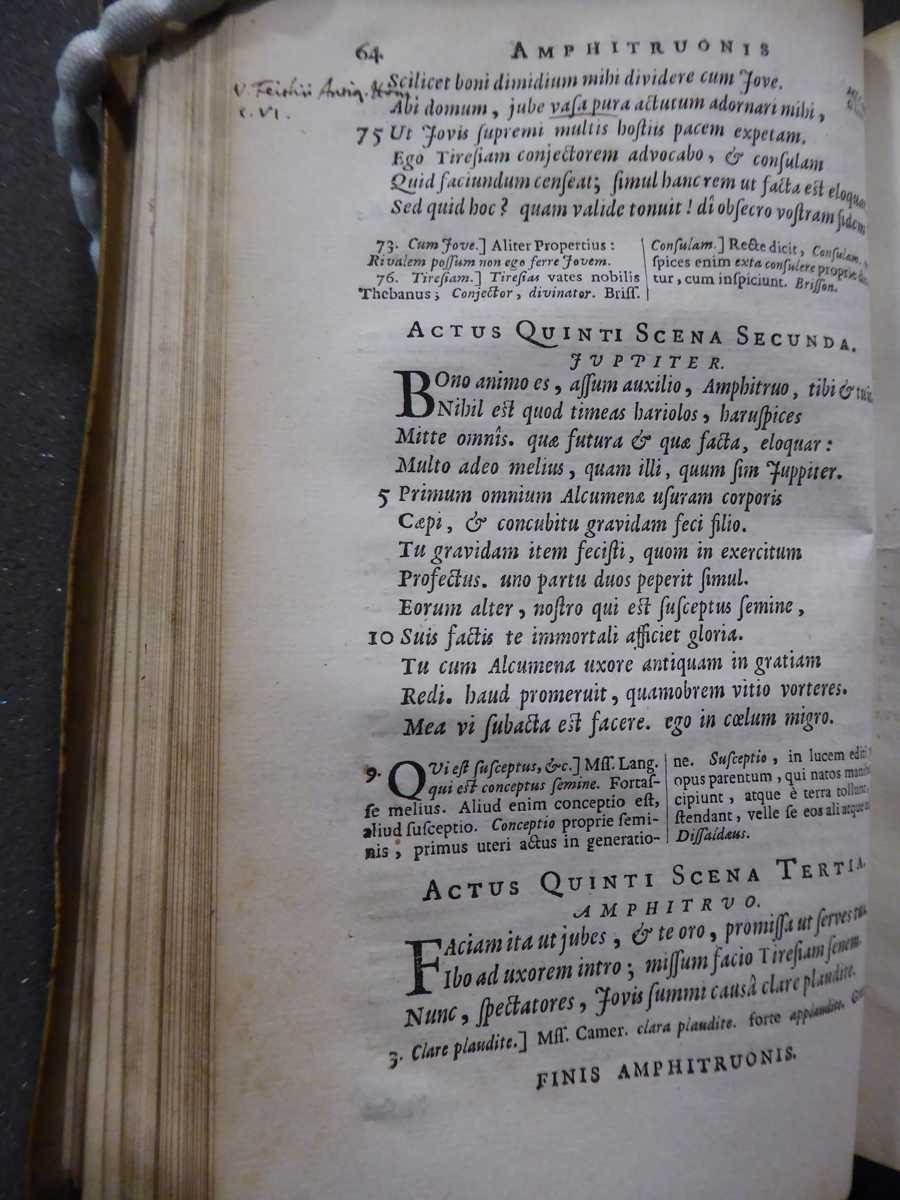 64. AMPHITRUONIS
V. Feithii Antiq. Hom.
c. VI.
Scilicet boni dimidium mihi dividere cum Jove.
Abi domum, jube vaſa pura actutum adornari mihi,
75 Ut Jovis ſupremi multis hoſtiis pacem expetam.
Ego Tireſiam conjectorem advocabo, & conſulam
Quid faciundum cenſeat; ſimul hanc rem ut facta eſt eloquar
Sed quid hoc? quam valide tonuit! dî obſecro voſtram fidem
73. Cum Jove.] Aliter Propertius:
Rivalem poſſum non ego ferre Jovem.
76. Tireſiam.] Tireſias vates nobilis
Thebanus; Conjector, divinator. Briſſ.
Conſulam.] Recte dicit, Conſulam.
ſpices enim exta conſulere proprie
tur, cum inſpiciunt. Briſſon.
ACTUS QUINTI SCENA SECUNDA.
JUPPITER.
BOno animo es, aſſum auxilio, Amphitruo, tibi & tuis
Nihil eſt quod timeas hariolos, haruſpices
Mitte omnîs. quæ futura & quæ facta, eloquar:
Multo adeo melius, quam illi, quum ſim Juppiter.
5 Primum omnium Alcumenæ uſuram corporis
Cæpi, & concubitu gravidam feci filio.
Tu gravidam item feciſti, quom in exercitum
Profectus. uno partu duos peperit ſimul.
Eorum alter, noſtro qui eſt ſuſceptus ſemine,
10 Suis factis te immortali afficiet gloria.
Tu cum Alcumena uxore antiquam in gratiam
Redi. haud promeruit, quamobrem vitio vorteres.
Mea vi ſubacta eſt facere. ego in cœlum migro.
9. QVi eſt ſuſceptus, &c.] Mſſ. Lang.
qui eſt conceptus ſemine. Fortaſ-
ſe melius. Aliud enim conceptio eſt,
aliud ſuſceptio. Conceptio proprie ſemi-
nis, primus uteri actus in generatio-
ne. Suſceptio, in lucem editi
opus parentum, qui natos
cipiunt, atque è terra tollunt,
ſtendant, velle ſe eos ali atque
Diſſaldæus.
ACTUS QUINTI SCENA TERTIA.
AMPHITRVO.
FAciam ita ut jubes, & te oro, promiſſa ut ſerves tua.
Ibo ad uxorem intro; miſſum facio Tireſiam ſenem.
Nunc, ſpectatores, Jovis ſummi causâ clare plaudite.
3. Clare plaudite.] Mſſ. Camer. clara plaudite. forte applaudite.
FINIS AMPHITRUONIS.